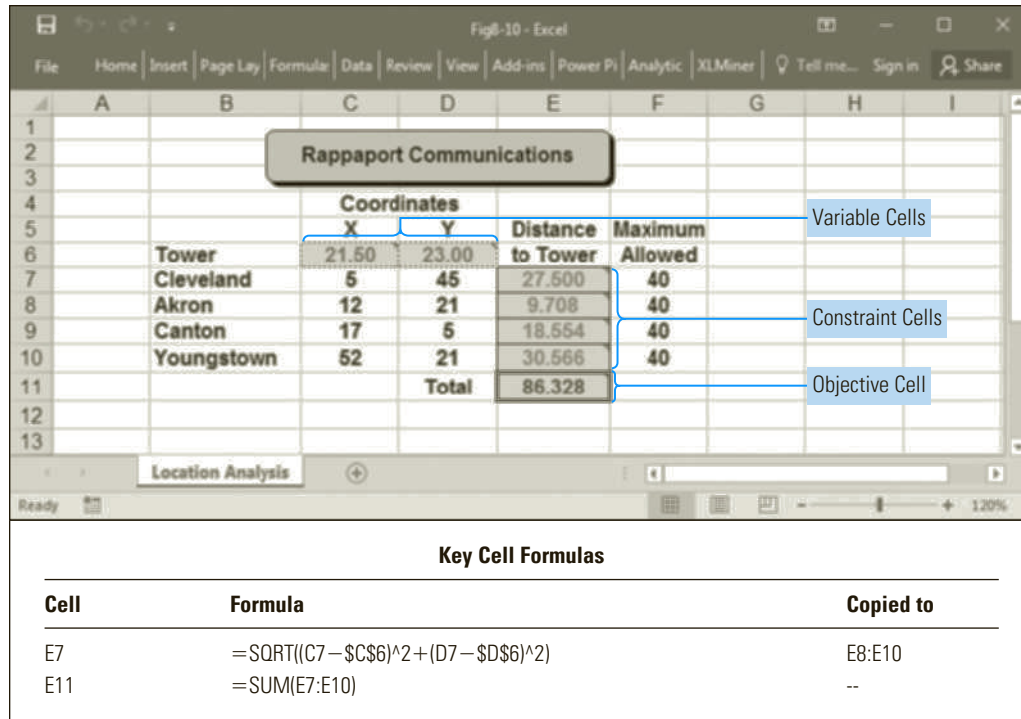 Fig8-10 - Excel
File Home Insert Page Lay Formula Data Review View Add-ins Power Pi Analytic XLMiner Tell me... Sign in Share
A B C D E F G H I
1
2 Rappaport Communications
3
4 Coordinates
5 X Y Distance Maximum
6 Tower 21.50 23.00 to Tower Allowed
7 Cleveland 5 45 27.500 40
8 Akron 12 21 9.708 40
9 Canton 17 5 18.554 40
10 Youngstown 52 21 30.566 40
11 Total 86.328
12
13
Variable Cells
Constraint Cells
Objective Cell
Location Analysis
Ready 120%
Key Cell Formulas
Cell Formula Copied to
E7 =SQRT((C7−$C$6)^2+(D7−$D$6)^2) E8:E10
E11 =SUM(E7:E10) --